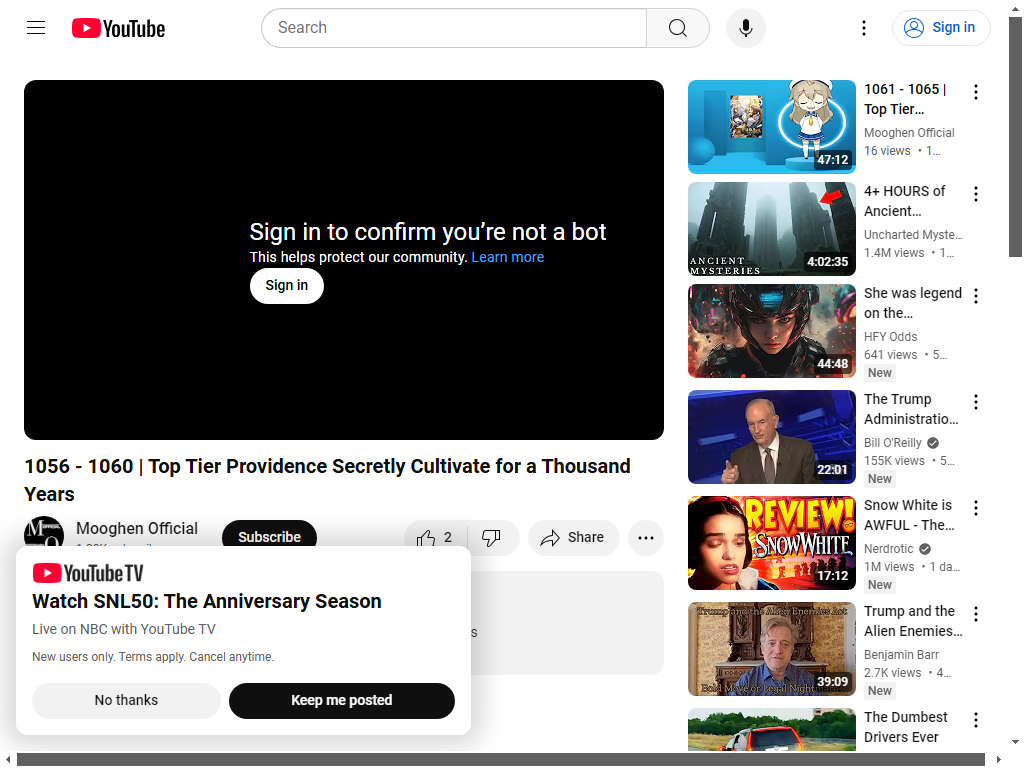 YouTube
Search
Sign in
Sign in to confirm you're not a bot
This helps protect our community. Learn more
Sign in
1056 - 1060 | Top Tier Providence Secretly Cultivate for a Thousand
Years
Mooghen Official
Subscribe
2
Share
YouTube TV
Watch SNL50: The Anniversary Season
Live on NBC with YouTube TV
New users only. Terms apply. Cancel anytime.
No thanks
Keep me posted
47:12
1061 - 1065 |
Top Tier…
Mooghen Official
16 views • 1…
ANCIENT
MYSTERIES
4:02:35
4+ HOURS of
Ancient…
Uncharted Myste…
1.4M views • 1…
44:48
She was legend
on the…
HFY Odds
641 views • 5…
New
22:01
The Trump
Administratio…
Bill O'Reilly
155K views • 5…
New
REVIEW!
SNOW WHITE
17:12
Snow White is
AWFUL - The…
Nerdrotic
1M views • 1 da…
New
Trump and the Alien Enemies Act
39:09
Trump and the
Alien Enemies…
Benjamin Barr
2.7K views • 4…
New
The Dumbest
Drivers Ever